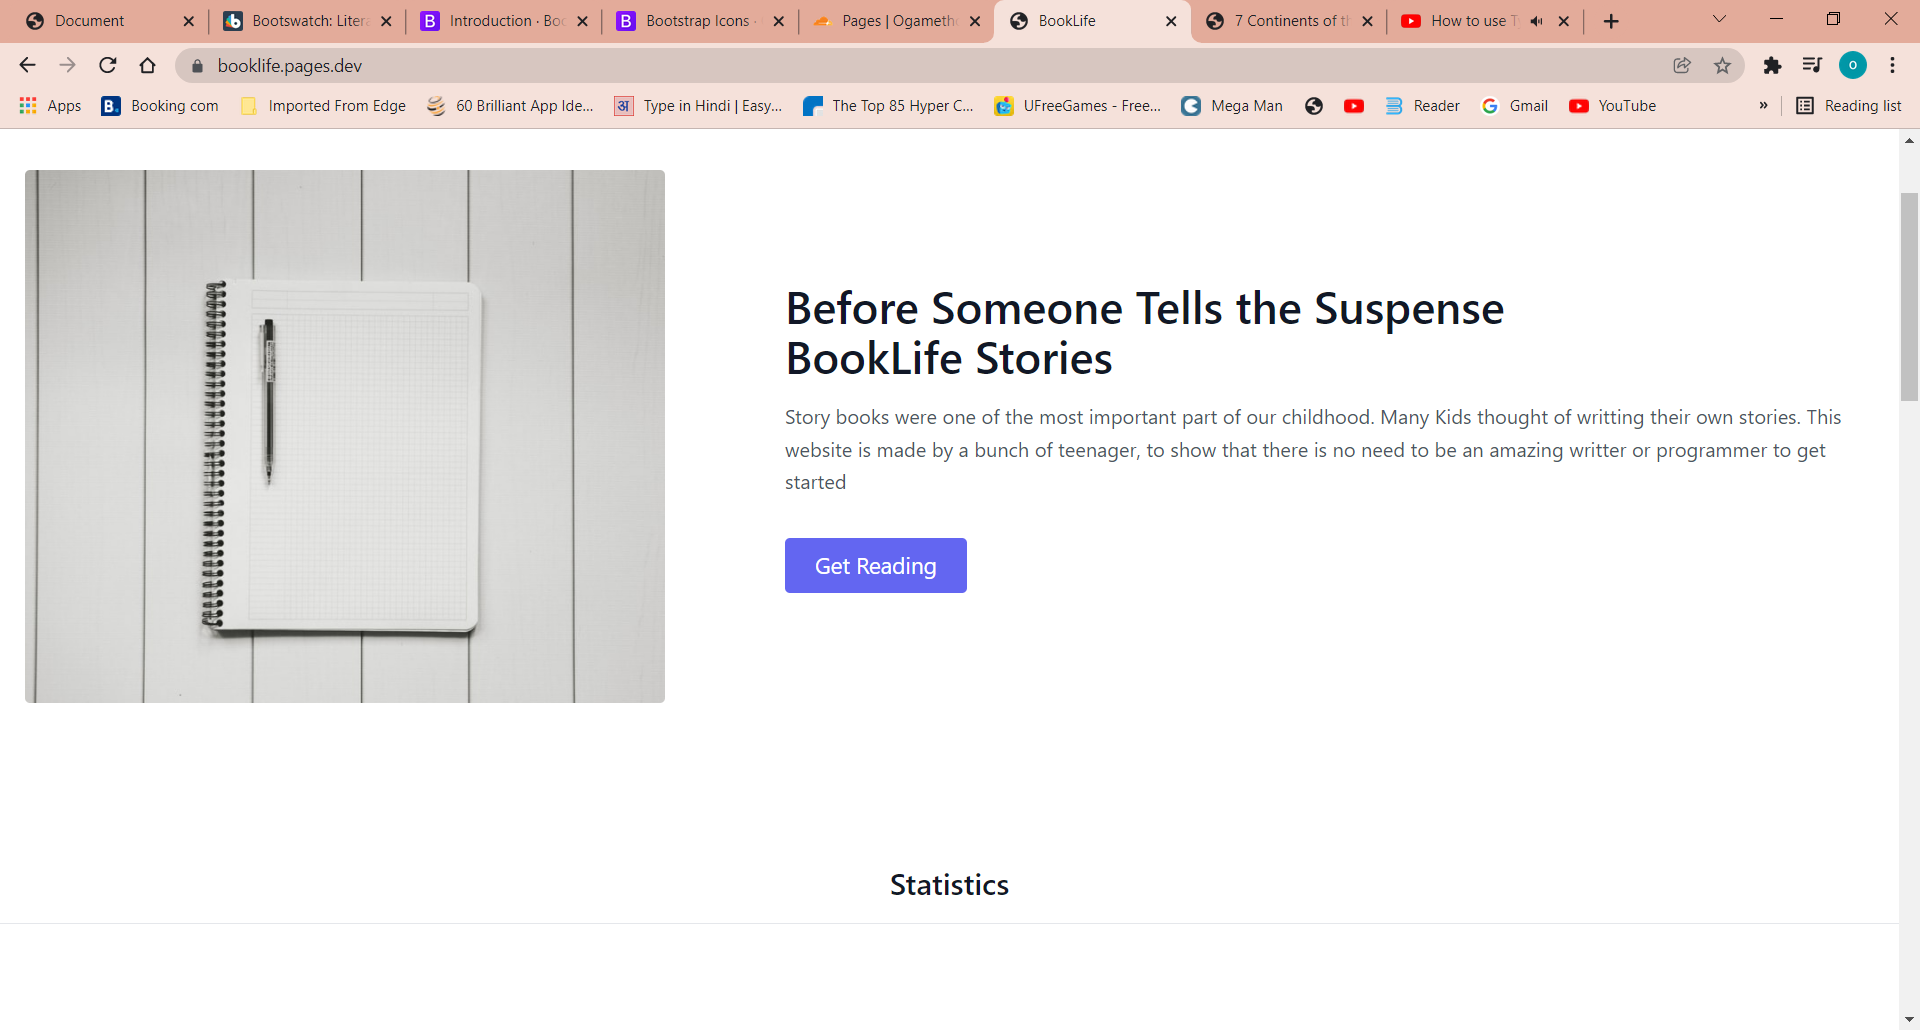 Document
Bootswatch: Litera
Introduction · Boo
Bootstrap Icons ·
Pages | Ogameth
BookLife
7 Continents of th
How to use T
booklife.pages.dev
O
Apps
B. Booking com
Imported From Edge
60 Brilliant App Ide...
अ Type in Hindi | Easy...
The Top 85 Hyper C...
UFreeGames - Free...
Mega Man
Reader
Gmail
YouTube
»
Reading list
Before Someone Tells the Suspense
BookLife Stories
Story books were one of the most important part of our childhood. Many Kids thought of writting their own stories. This
website is made by a bunch of teenager, to show that there is no need to be an amazing writter or programmer to get
started
Get Reading
Statistics